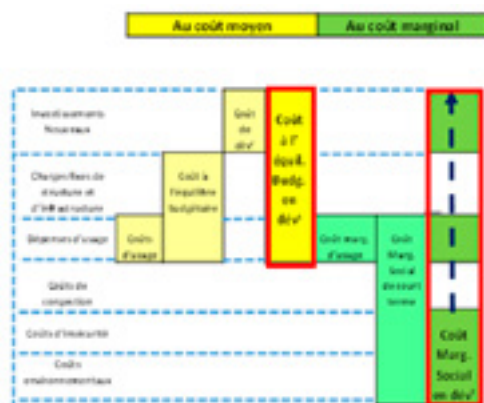 Au coût moyen
Au coût marginal
Investissements
Nouveaux
Charges fixes de
structure et
d'infrastructure
Dépenses d'usage
Coûts de
congestion
Coûts d'insécurité
Coûts
environnementaux
Coûts
d'usage
Coût à
l'équilibre
budgétaire
Coût
de
dév'
Coût
à l'
équil.
Budg.
en
dév'
Coût marg.
d'usage
Coût
Marg.
Social
de court
terme
Coût
Marg.
Social
en dév'